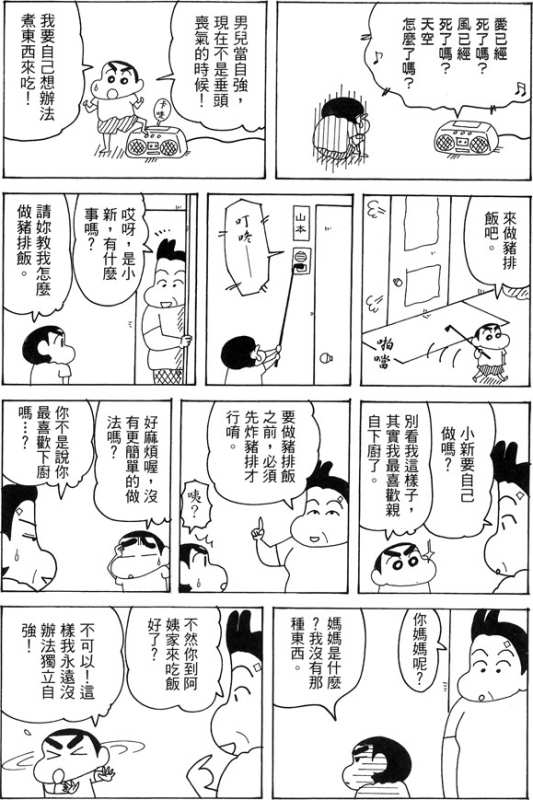 愛已經
死了嗎？
風已經
死了嗎？
天空
怎麼了嗎？
男兒當自強，
現在不是垂頭
喪氣的時候！
卡咚
我要自己想辦法
煮東西來吃！
來做豬排
飯吧。
啪噹
山本
叮咚——
哎呀，是小
新，有什麼
事嗎？
請妳教我怎麼
做豬排飯。
小新要自己
做嗎？
別看我這樣子，
其實我最喜歡親
自下廚了。
要做豬排飯
之前，必須
先炸豬排才
行唷。
咦？
好麻煩喔，沒
有更簡單的做
法嗎？
你不是說你
最喜歡下廚
嗎…？
你媽媽呢？
媽媽是什麼
？我沒有那
種東西。
不然你到阿
姨家來吃飯
好了？
不可以！這
樣我永遠沒
辦法獨立自
強！